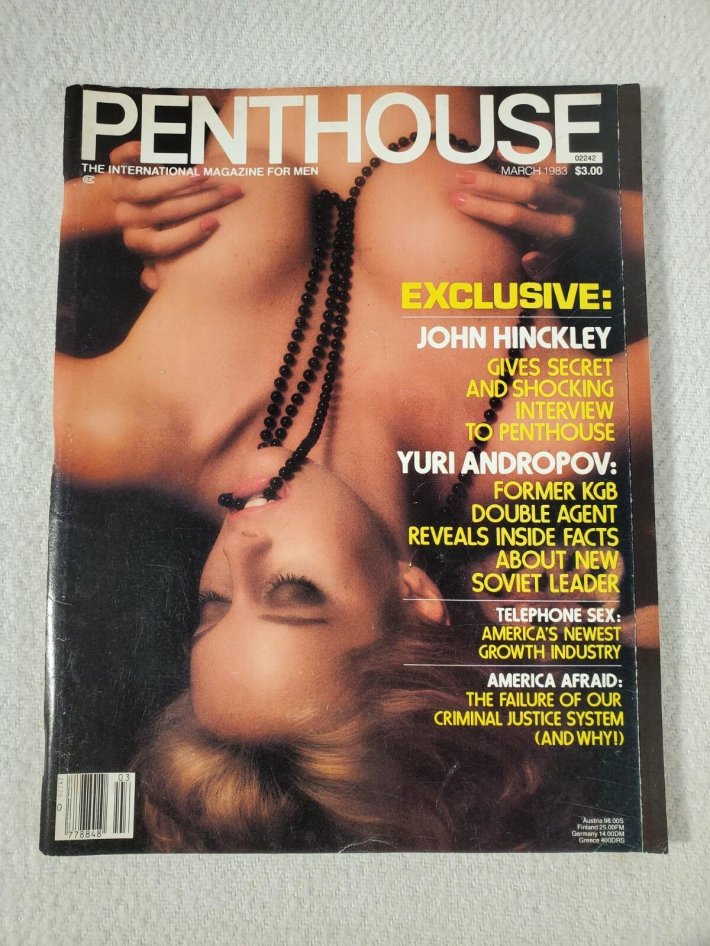 PENTHOUSE
02242
THE INTERNATIONAL MAGAZINE FOR MEN
MARCH 1983 $3.00
EXCLUSIVE:
JOHN HINCKLEY
GIVES SECRET
AND SHOCKING
INTERVIEW
TO PENTHOUSE
YURI ANDROPOV:
FORMER KGB
DOUBLE AGENT
REVEALS INSIDE FACTS
ABOUT NEW
SOVIET LEADER
TELEPHONE SEX:
AMERICA'S NEWEST
GROWTH INDUSTRY
AMERICA AFRAID:
THE FAILURE OF OUR
CRIMINAL JUSTICE SYSTEM
(AND WHY!)
03
0
778848
Austria 98.00S
Finland 25.00FM
Germany 14.00DM
Greece 400DRS